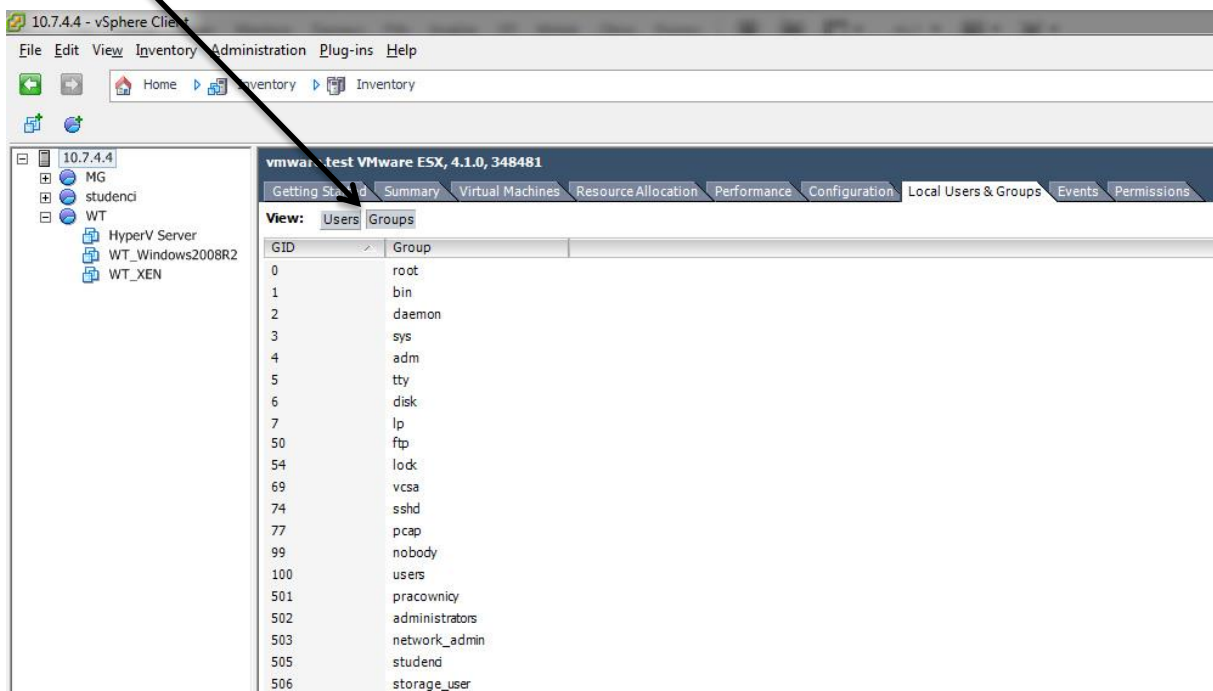 10.7.4.4 - vSphere Client
File Edit View Inventory Administration Plug-ins Help
Home Inventory Inventory
10.7.4.4
MG
studenci
WT
HyperV Server
WT_Windows2008R2
WT_XEN
vmware.test VMware ESX, 4.1.0, 348481
Getting Started Summary Virtual Machines Resource Allocation Performance Configuration Local Users & Groups Events Permissions
View: Users Groups
GID Group
0 root
1 bin
2 daemon
3 sys
4 adm
5 tty
6 disk
7 lp
50 ftp
54 lock
69 vcsa
74 sshd
77 pcap
99 nobody
100 users
501 pracownicy
502 administrators
503 network_admin
505 studenci
506 storage_user